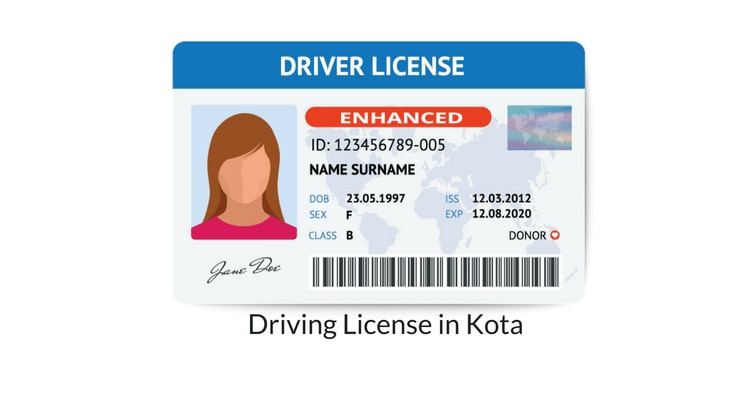 DRIVER LICENSE
ENHANCED
ID: 123456789-005
NAME SURNAME
DOB 23.05.1997 ISS 12.03.2012
SEX F EXP 12.08.2020
CLASS B DONOR
Jane Doe
Driving License in Kota